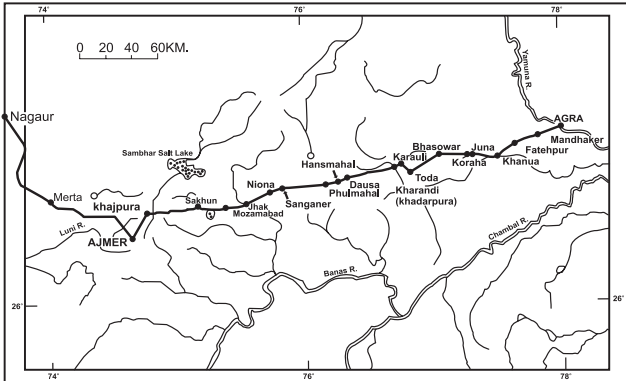 74°
76°
78°
0 20 40 60KM.
Yamuna R.
Nagaur
AGRA
Mandhaker
Fatehpur
Khanua
Juna
Koraha
Bhasowar
Karauli
Toda
Kharandi
(khadarpura)
Hansmahal
Dausa
Phulmahal
Sambhar Salt Lake
Niona
Sanganer
Sakhun
Jhak
Mozamabad
Merta
khajpura
Luni R.
AJMER
Chambal R.
Banas R.
26°
26°
74°
76°
78°